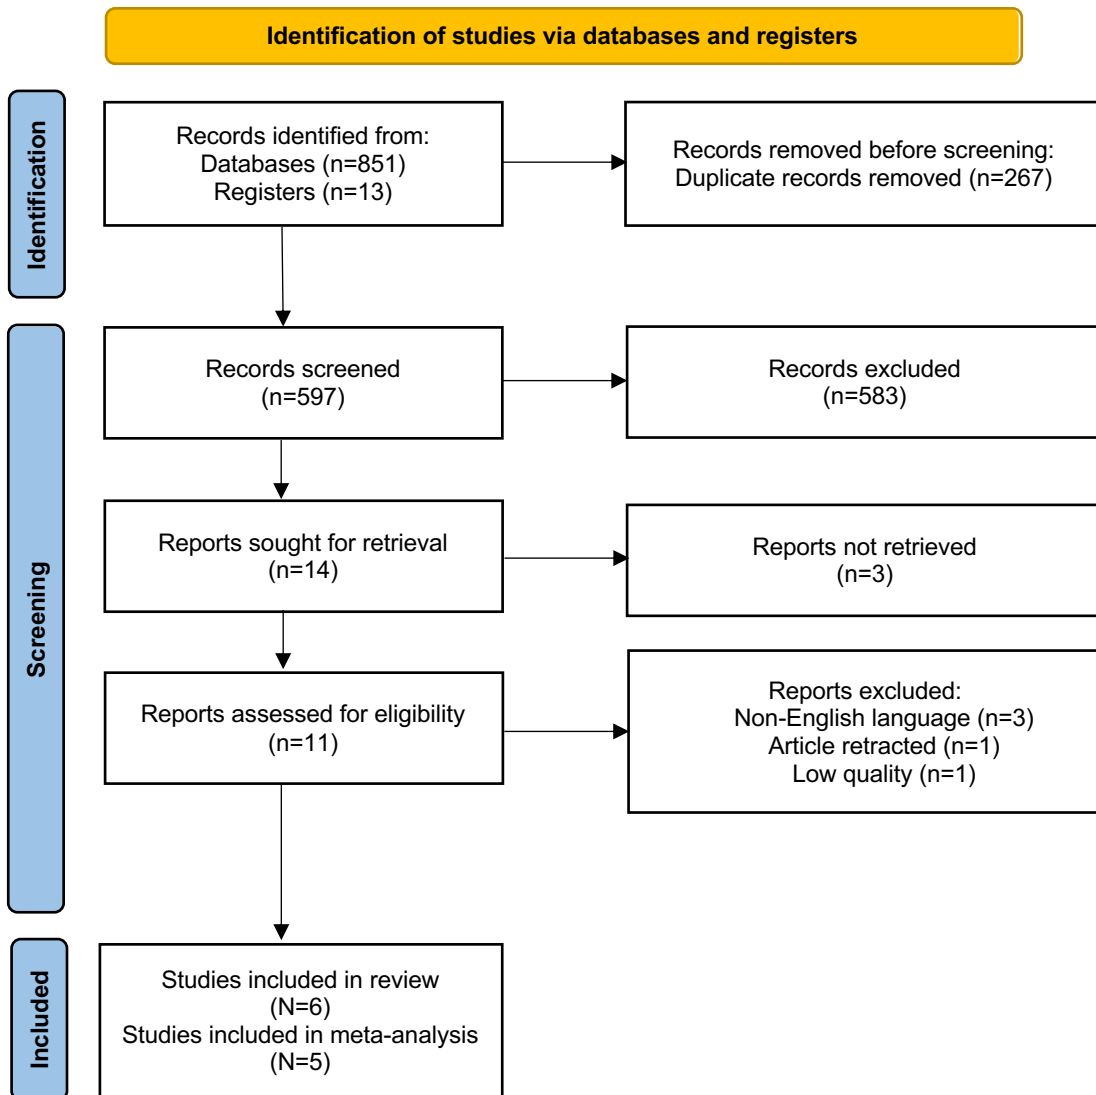 Identification of studies via databases and registers
Identification
Records identified from:
Databases (n=851)
Registers (n=13)
Records removed before screening:
Duplicate records removed (n=267)
Screening
Records screened
(n=597)
Records excluded
(n=583)
Reports sought for retrieval
(n=14)
Reports not retrieved
(n=3)
Reports assessed for eligibility
(n=11)
Reports excluded:
Non-English language (n=3)
Article retracted (n=1)
Low quality (n=1)
Included
Studies included in review
(N=6)
Studies included in meta-analysis
(N=5)